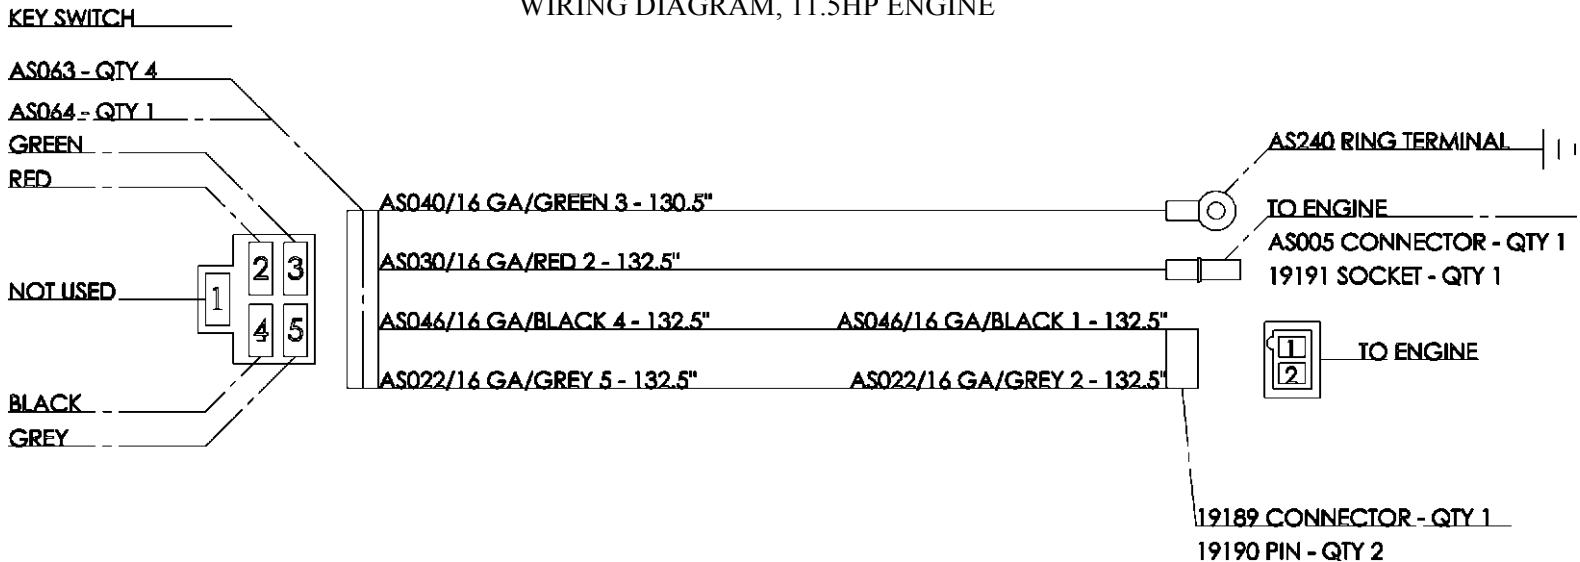 WIRING DIAGRAM, 11.5HP ENGINE
KEY SWITCH
AS063 - QTY 4
AS064 - QTY 1
GREEN
RED
NOT USED
BLACK
GREY
2 3
1
4 5
AS040/16 GA/GREEN 3 - 130.5"
AS030/16 GA/RED 2 - 132.5"
AS046/16 GA/BLACK 4 - 132.5" AS046/16 GA/BLACK 1 - 132.5"
AS022/16 GA/GREY 5 - 132.5" AS022/16 GA/GREY 2 - 132.5"
AS240 RING TERMINAL
TO ENGINE
AS005 CONNECTOR - QTY 1
19191 SOCKET - QTY 1
1
2
TO ENGINE
19189 CONNECTOR - QTY 1
19190 PIN - QTY 2